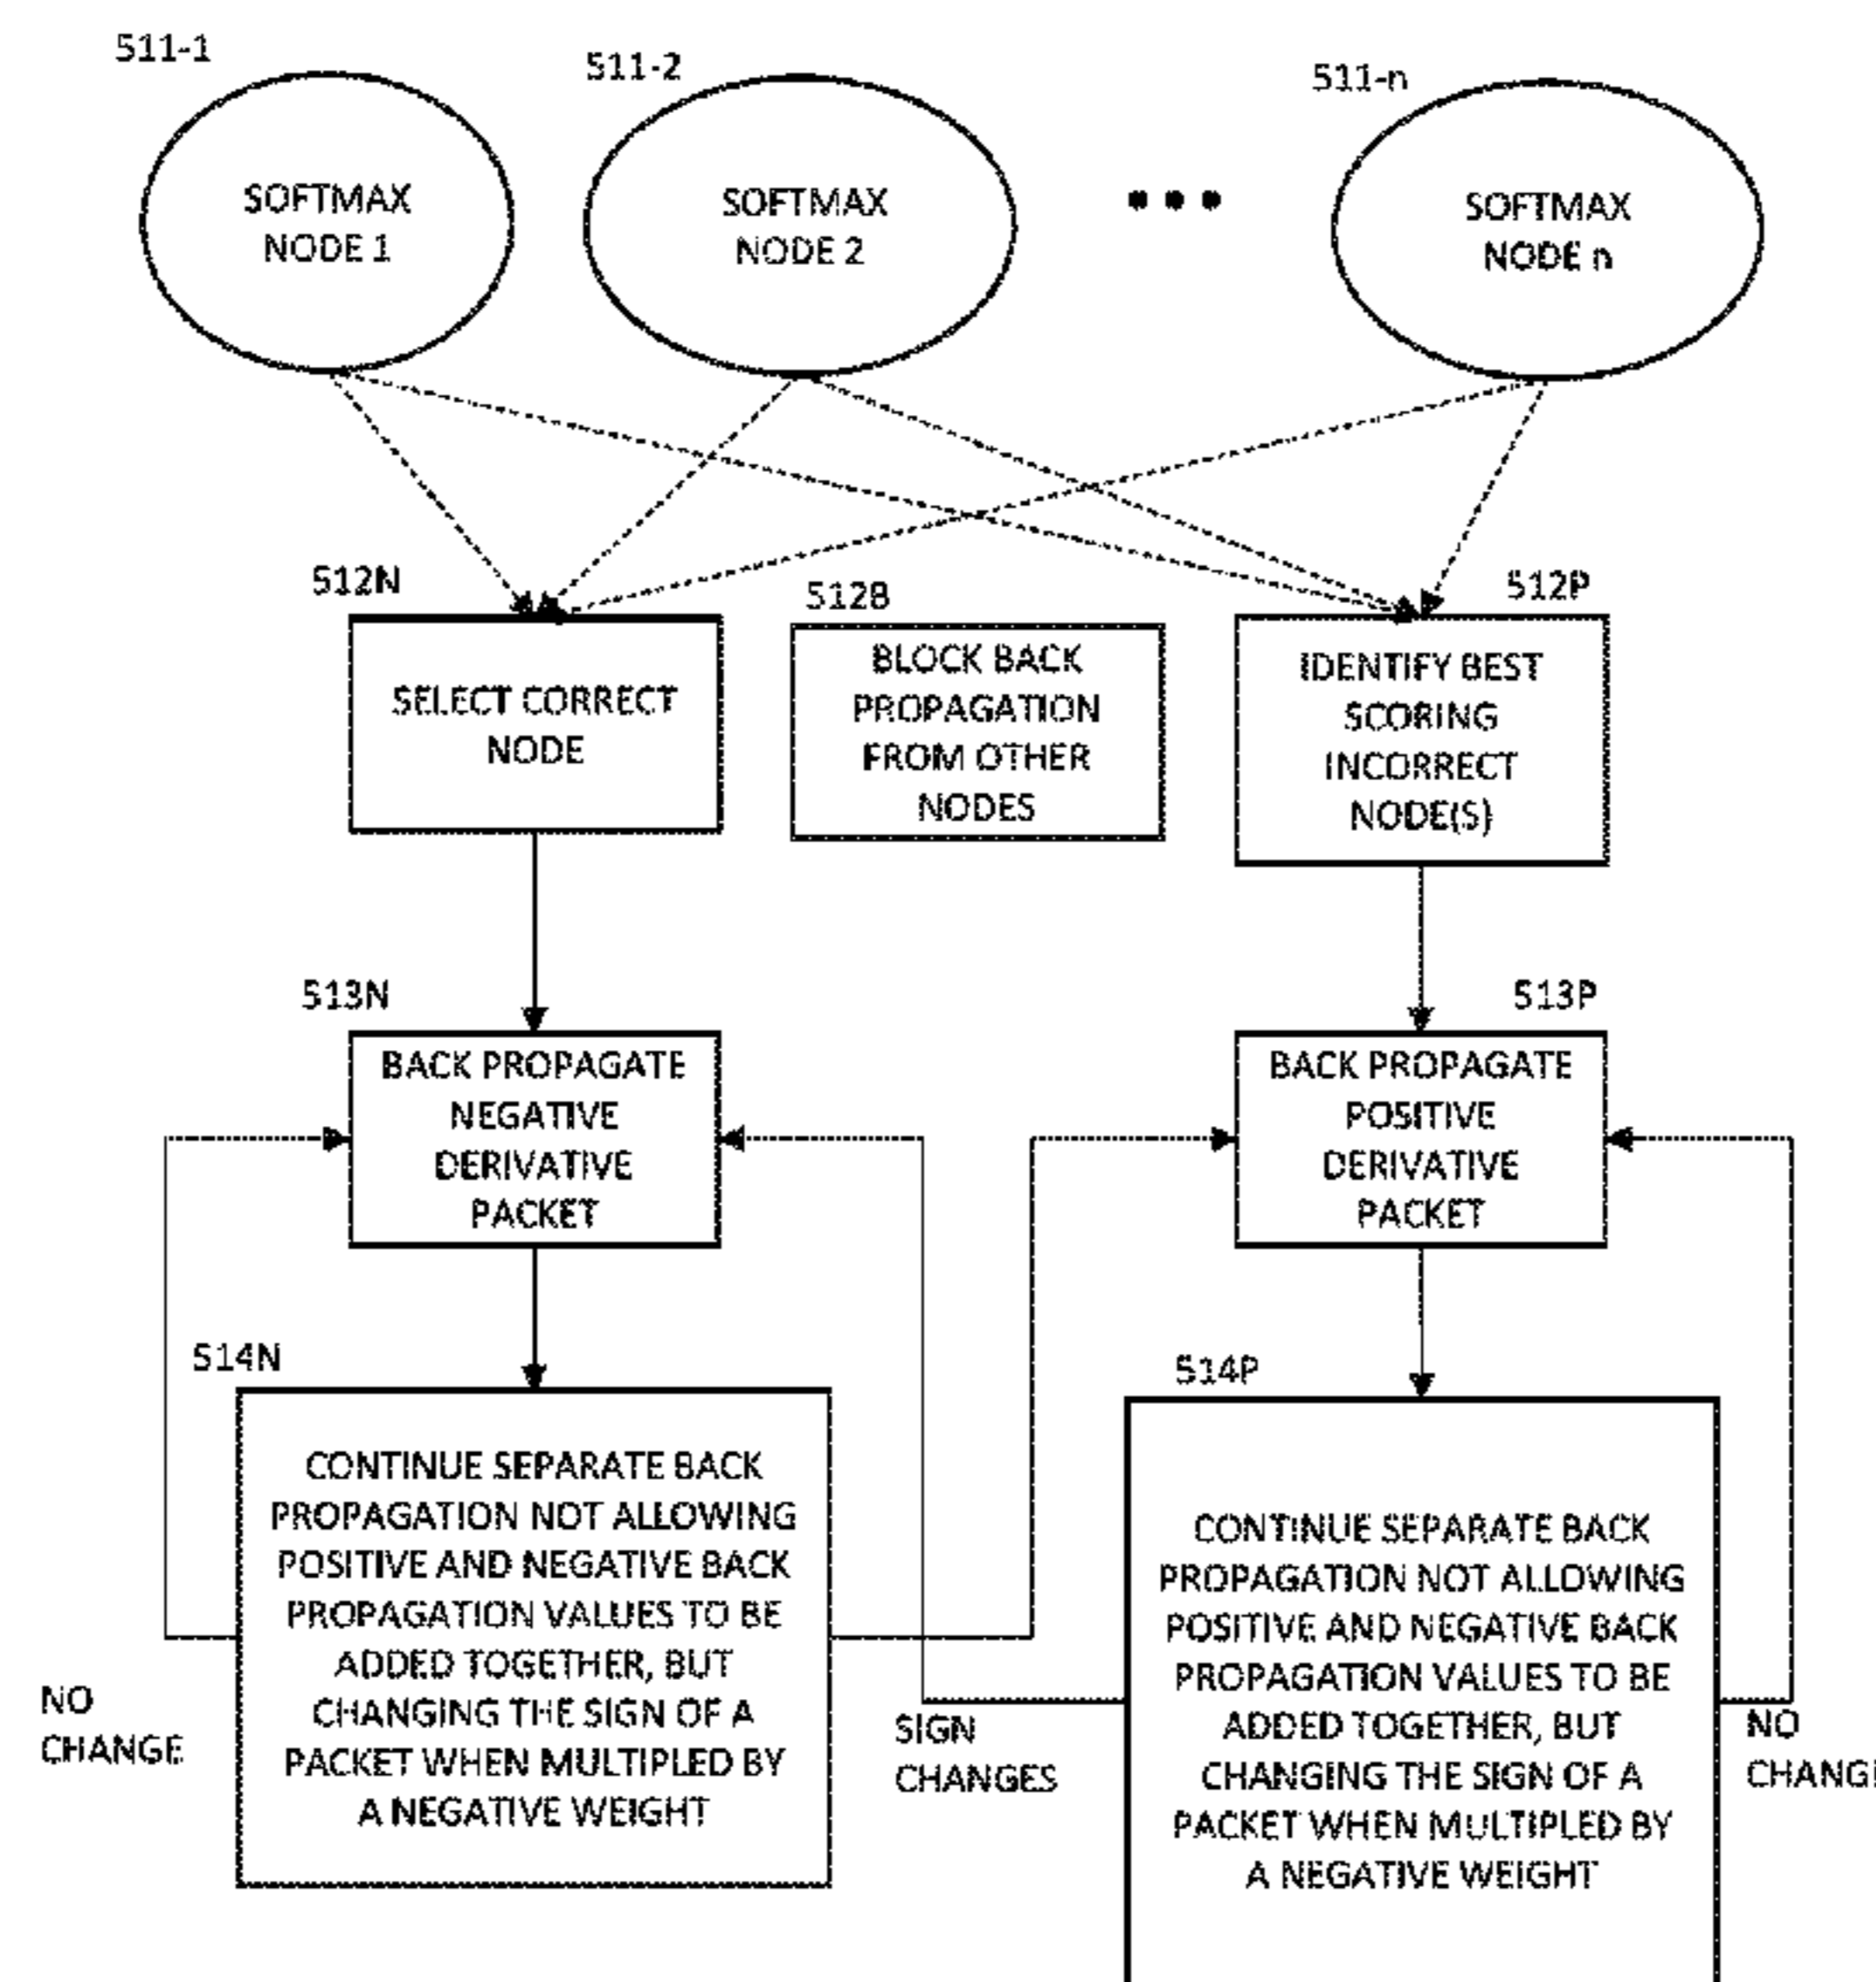 511-1
511-2
511-n
SOFTMAX
NODE 1
SOFTMAX
NODE 2
SOFTMAX
NODE n
512N
512B
512P
SELECT CORRECT
NODE
BLOCK BACK
PROPAGATION
FROM OTHER
NODES
IDENTIFY BEST
SCORING
INCORRECT
NODE(S)
513N
513P
BACK PROPAGATE
NEGATIVE
DERIVATIVE
PACKET
BACK PROPAGATE
POSITIVE
DERIVATIVE
PACKET
514N
514P
CONTINUE SEPARATE BACK
PROPAGATION NOT ALLOWING
POSITIVE AND NEGATIVE BACK
PROPAGATION VALUES TO BE
ADDED TOGETHER, BUT
CHANGING THE SIGN OF A
PACKET WHEN MULTIPLED BY
A NEGATIVE WEIGHT
CONTINUE SEPARATE BACK
PROPAGATION NOT ALLOWING
POSITIVE AND NEGATIVE BACK
PROPAGATION VALUES TO BE
ADDED TOGETHER, BUT
CHANGING THE SIGN OF A
PACKET WHEN MULTIPLED BY
A NEGATIVE WEIGHT
NO
CHANGE
SIGN
CHANGES
NO
CHANGE